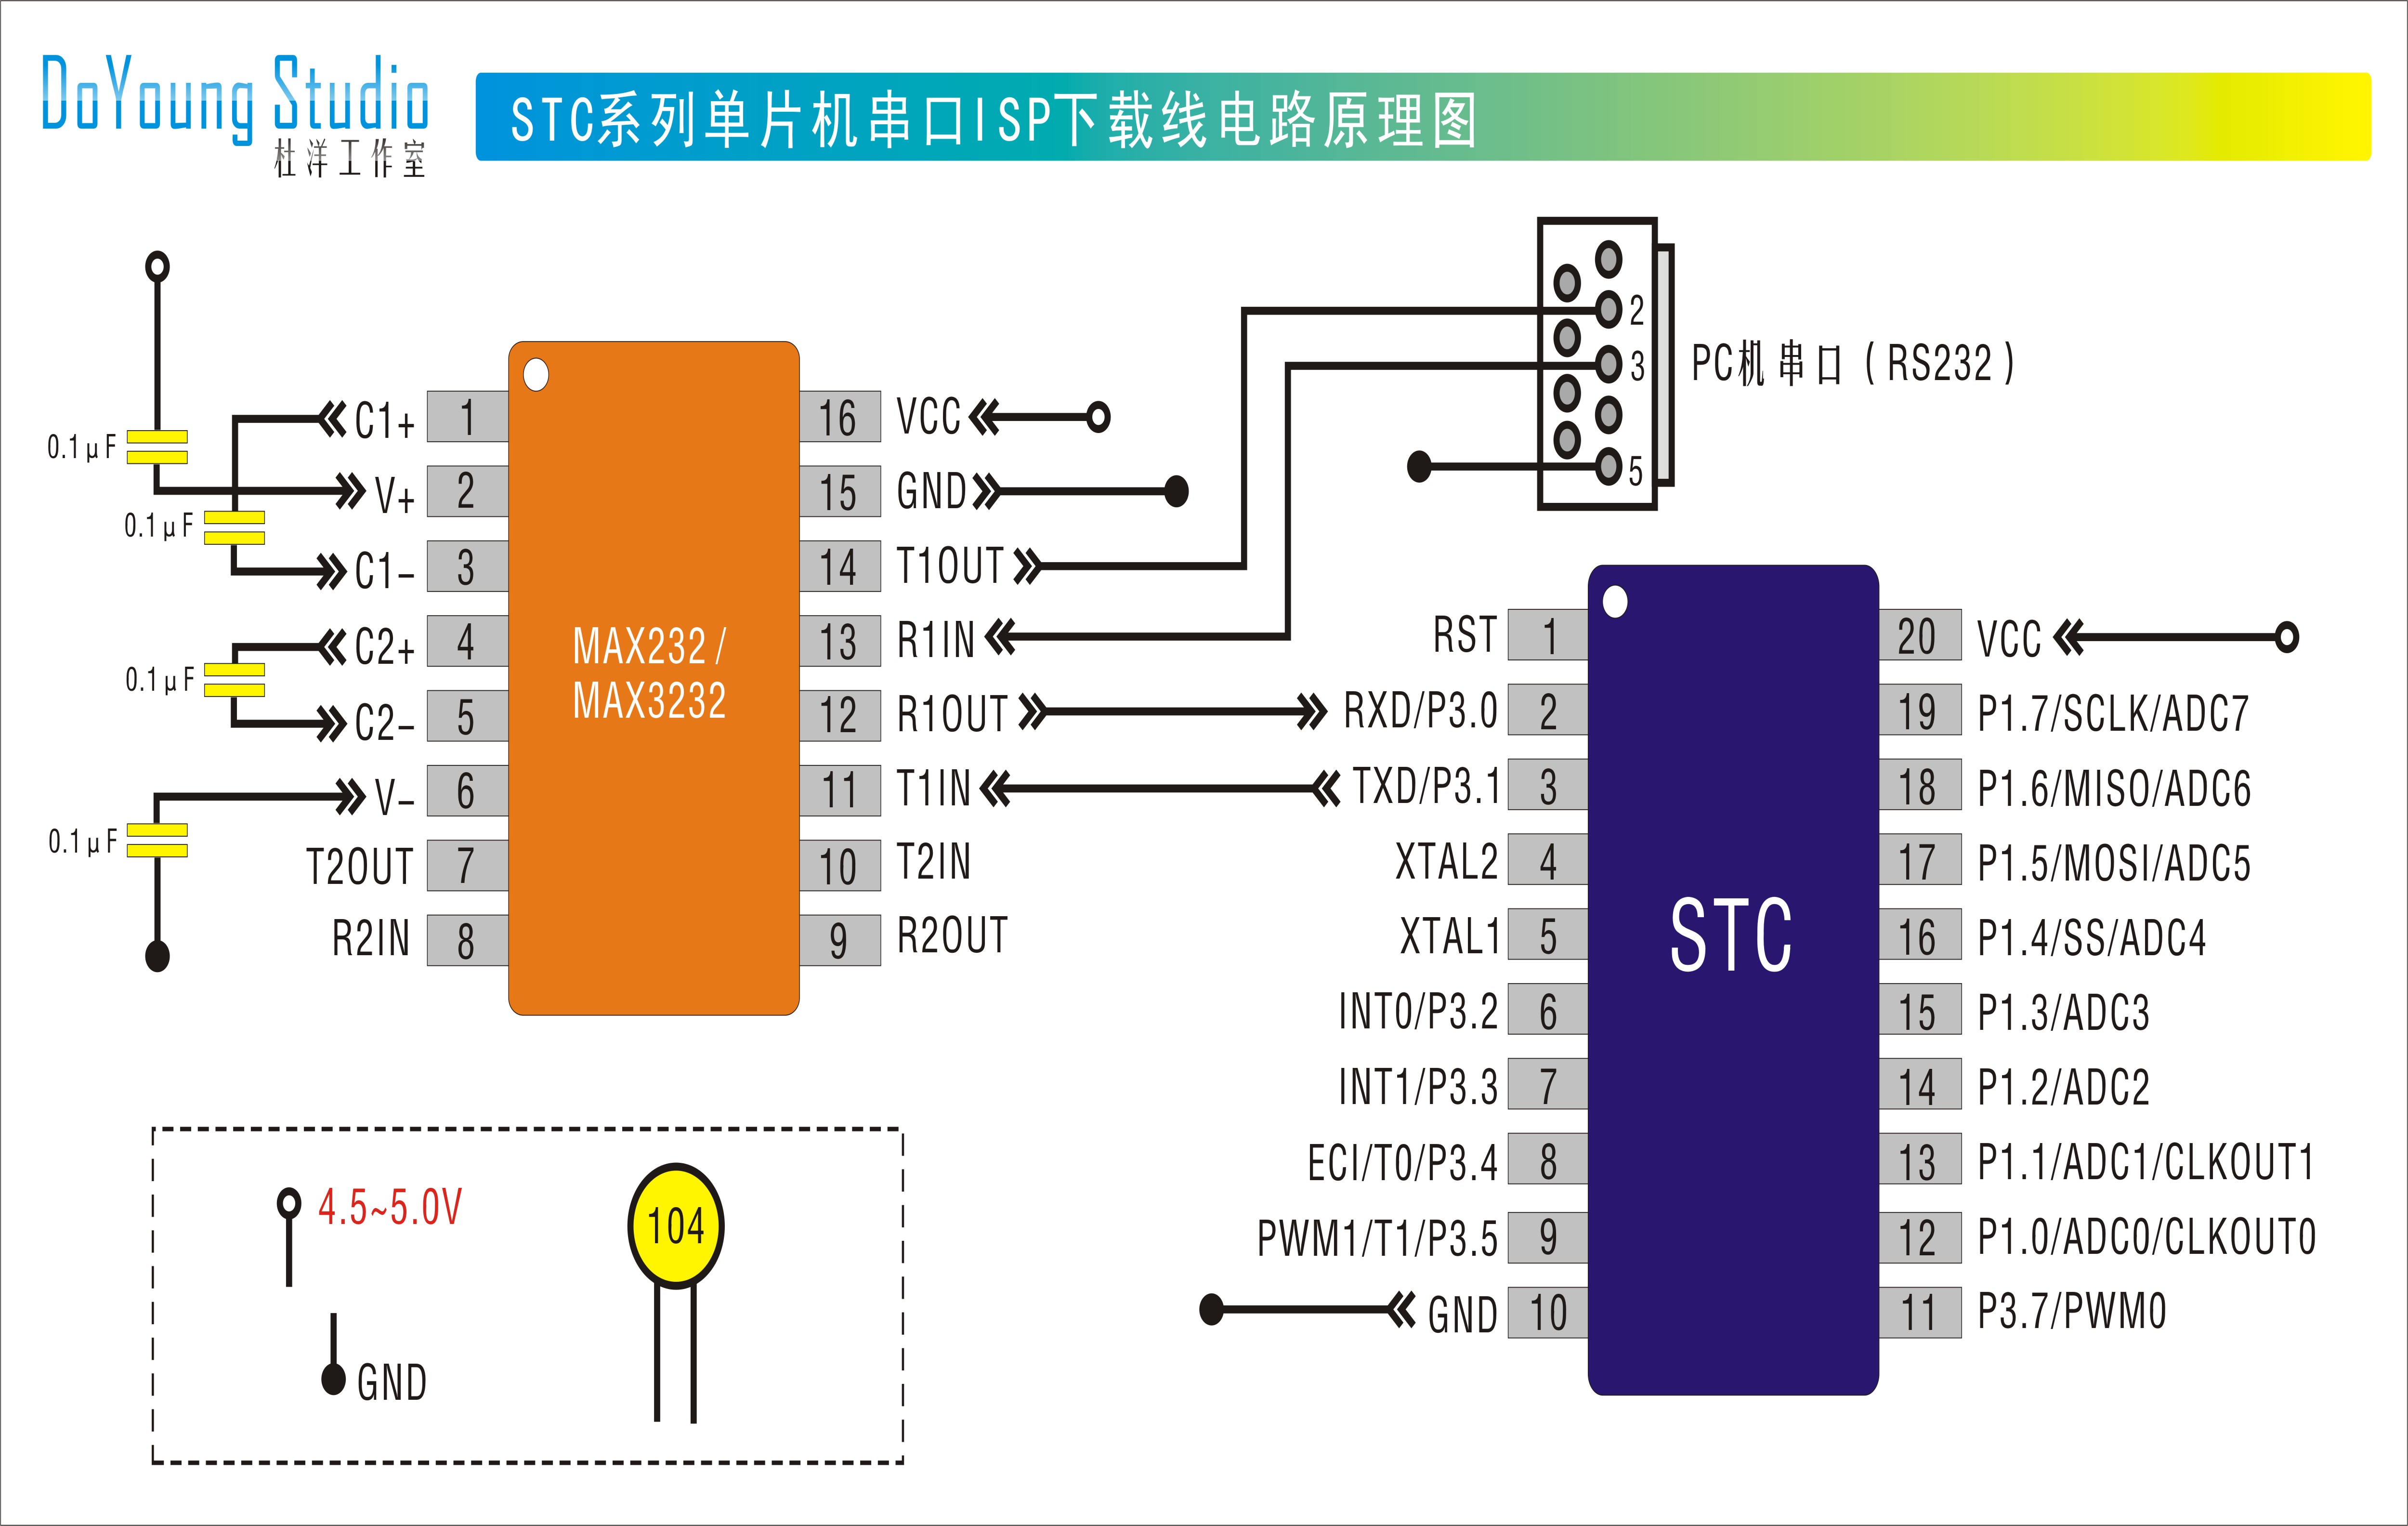 DoYoung Studio
杜洋工作室
STC系列单片机串口ISP下载线电路原理图
2
3
5
PC机串口(RS232)
0.1μF
0.1μF
0.1μF
0.1μF
C1+ 1
V+ 2
C1- 3
C2+ 4
C2- 5
V- 6
T2OUT 7
R2IN 8
MAX232/
MAX3232
16 VCC
15 GND
14 T1OUT
13 R1IN
12 R1OUT
11 T1IN
10 T2IN
9 R2OUT
RST 1
RXD/P3.0 2
TXD/P3.1 3
XTAL2 4
XTAL1 5
INT0/P3.2 6
INT1/P3.3 7
ECI/T0/P3.4 8
PWM1/T1/P3.5 9
GND 10
STC
20 VCC
19 P1.7/SCLK/ADC7
18 P1.6/MISO/ADC6
17 P1.5/MOSI/ADC5
16 P1.4/SS/ADC4
15 P1.3/ADC3
14 P1.2/ADC2
13 P1.1/ADC1/CLKOUT1
12 P1.0/ADC0/CLKOUT0
11 P3.7/PWM0
4.5~5.0V
GND
104